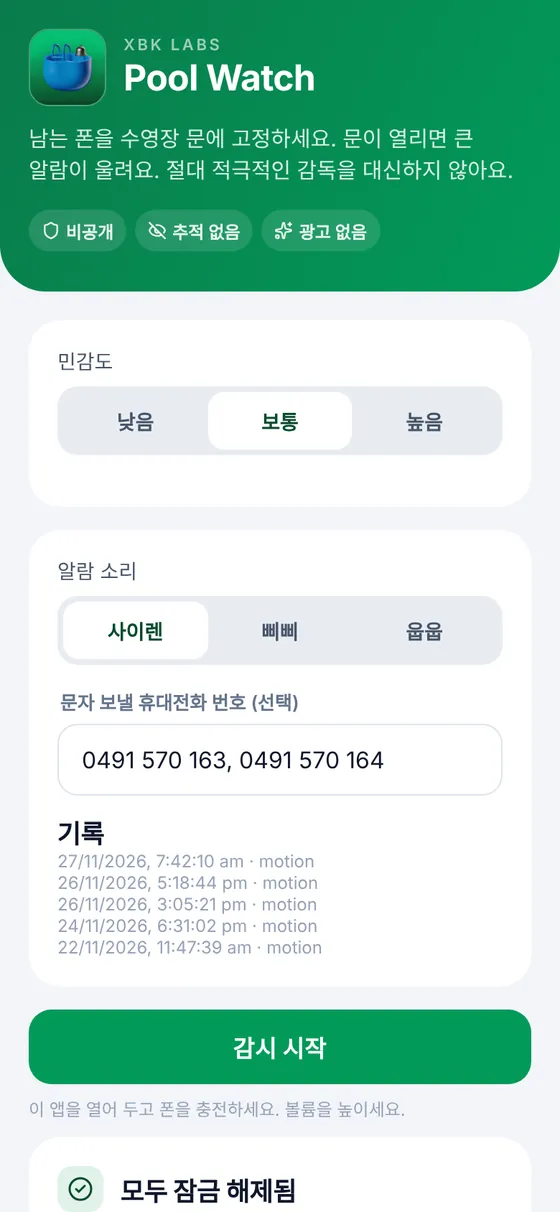 XBK LABS
Pool Watch
남는 폰을 수영장 문에 고정하세요. 문이 열리면 큰
알람이 울려요. 절대 적극적인 감독을 대신하지 않아요.
비공개
추적 없음
광고 없음
민감도
낮음
보통
높음
알람 소리
사이렌
삐삐
윱윱
문자 보낼 휴대전화 번호 (선택)
0491 570 163, 0491 570 164
기록
27/11/2026, 7:42:10 am · motion
26/11/2026, 5:18:44 pm · motion
26/11/2026, 3:05:21 pm · motion
24/11/2026, 6:31:02 pm · motion
22/11/2026, 11:47:39 am · motion
감시 시작
이 앱을 열어 두고 폰을 충전하세요. 볼륨을 높이세요.
모두 잠금 해제됨